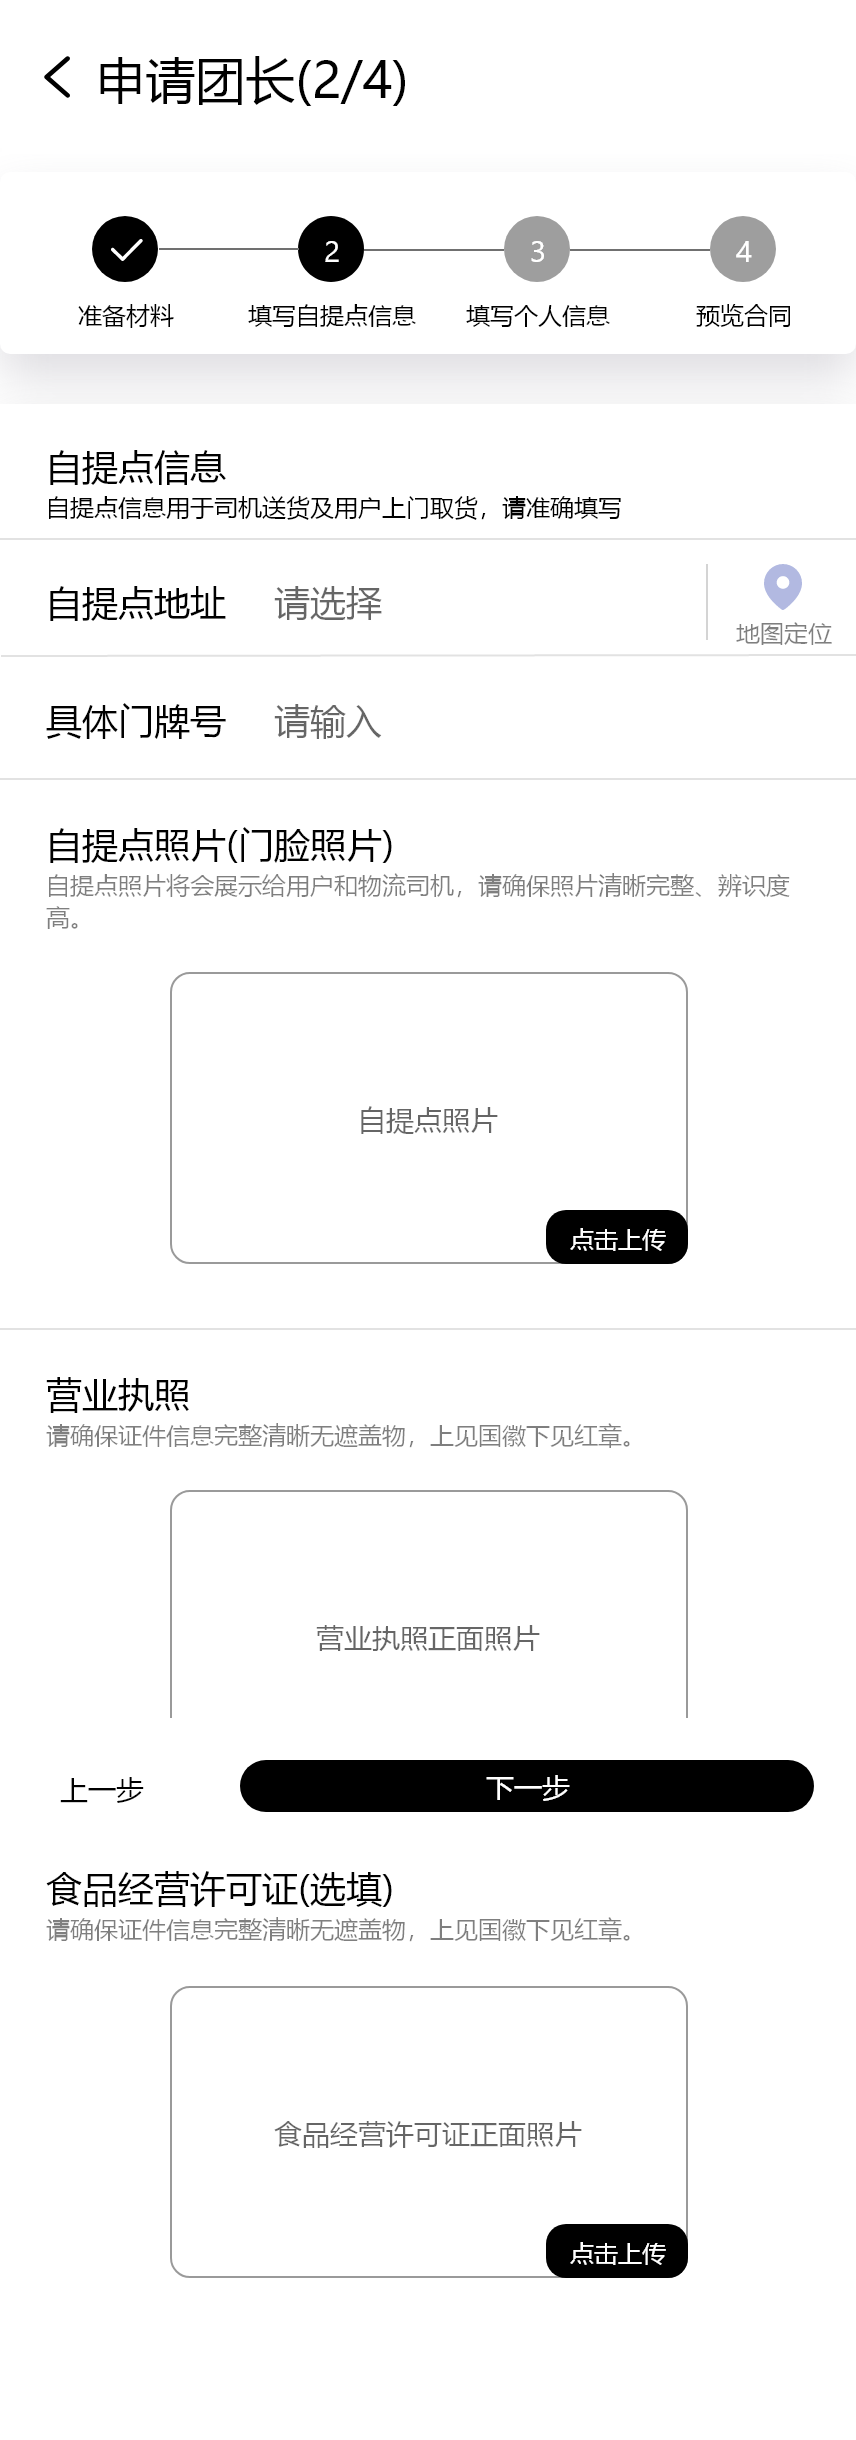 申请团长(2/4)
2
3
4
准备材料
填写自提点信息
填写个人信息
预览合同
自提点信息
自提点信息用于司机送货及用户上门取货，请准确填写
自提点地址 请选择
地图定位
具体门牌号 请输入
自提点照片(门脸照片)
自提点照片将会展示给用户和物流司机，请确保照片清晰完整、辨识度
高。
自提点照片
点击上传
营业执照
请确保证件信息完整清晰无遮盖物，上见国徽下见红章。
营业执照正面照片
上一步
下一步
食品经营许可证(选填)
请确保证件信息完整清晰无遮盖物，上见国徽下见红章。
食品经营许可证正面照片
点击上传